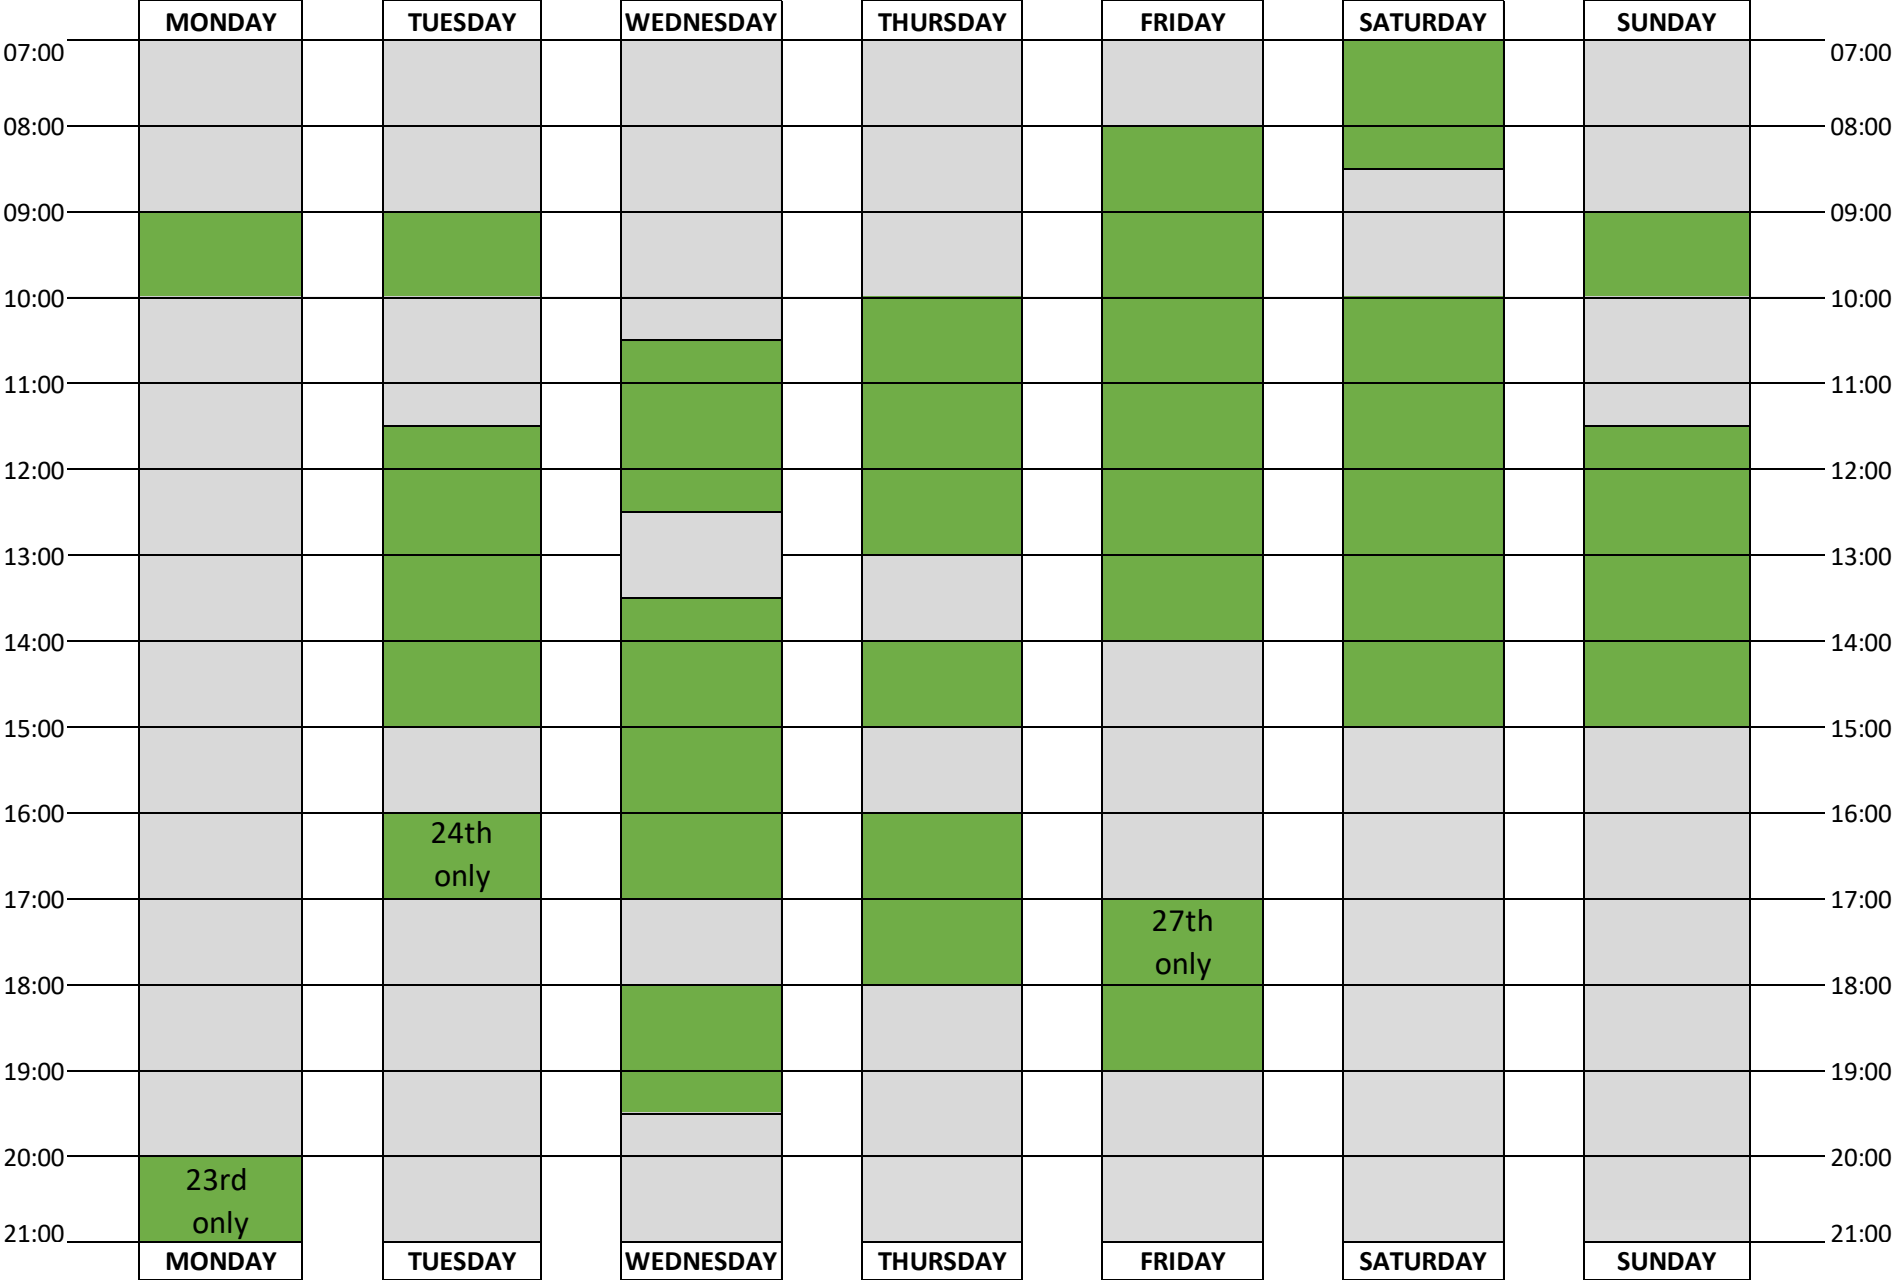 MONDAY TUESDAY WEDNESDAY THURSDAY FRIDAY SATURDAY SUNDAY
07:00 07:00
08:00 08:00
09:00 09:00
10:00 10:00
11:00 11:00
12:00 12:00
13:00 13:00
14:00 14:00
15:00 15:00
16:00 16:00
24th
only
17:00 17:00
27th
only
18:00 18:00
19:00 19:00
20:00 20:00
23rd
only
21:00 21:00
MONDAY TUESDAY WEDNESDAY THURSDAY FRIDAY SATURDAY SUNDAY